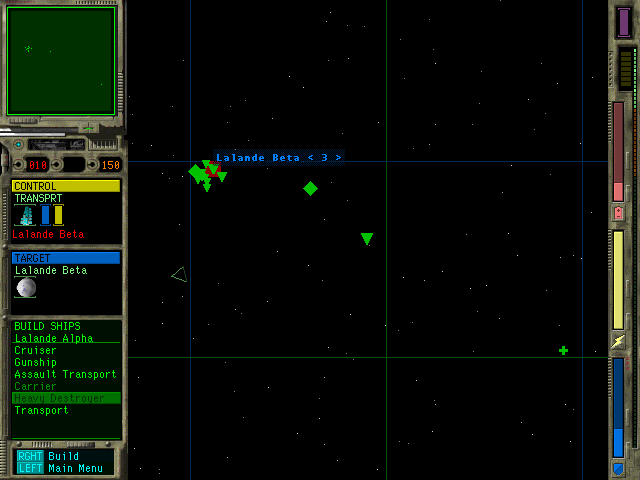 Lalande Beta < 3 >
010 150
CONTROL
TRANSPRT
Lalande Beta
TARGET
Lalande Beta
BUILD SHIPS
Lalande Alpha
Cruiser
Gunship
Assault Transport
Carrier
Heavy Destroyer
Transport
RGHT Build
LEFT Main Menu